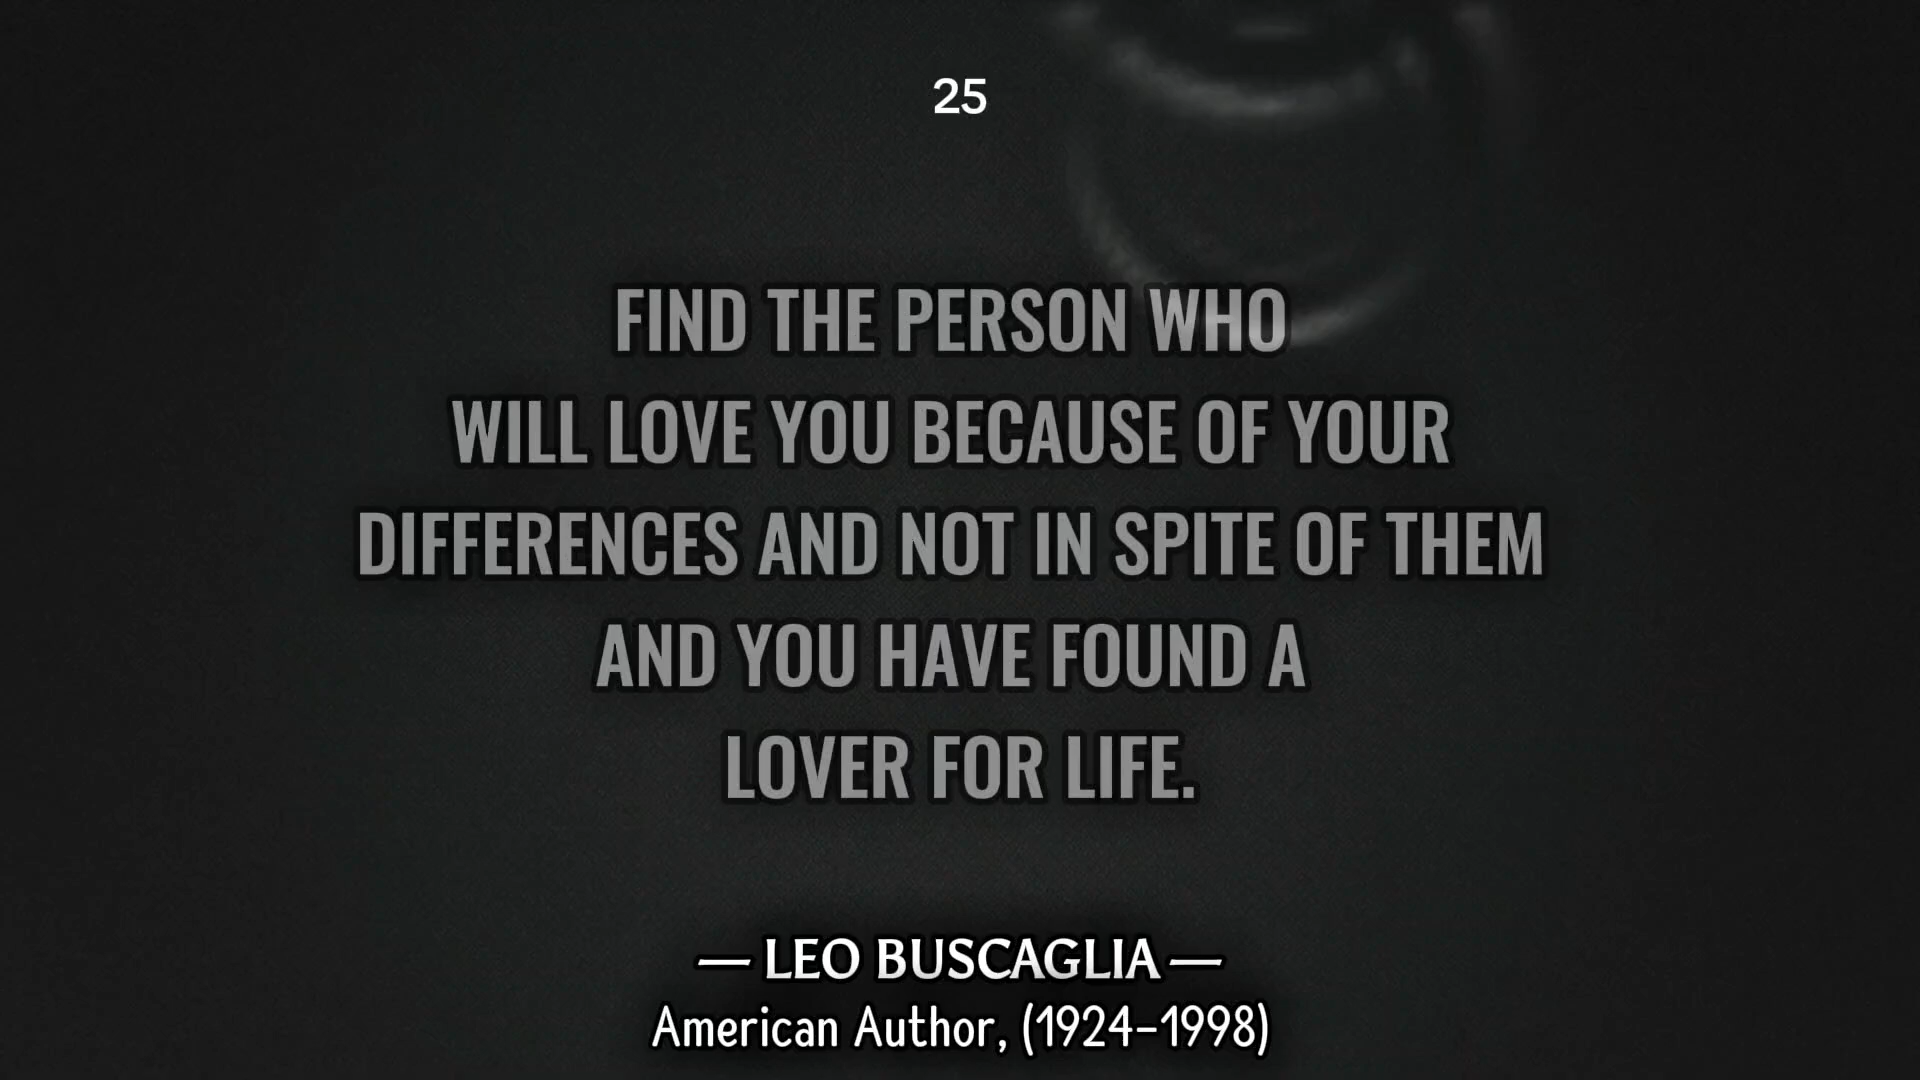 25
FIND THE PERSON WHO
WILL LOVE YOU BECAUSE OF YOUR
DIFFERENCES AND NOT IN SPITE OF THEM
AND YOU HAVE FOUND A
LOVER FOR LIFE.
— LEO BUSCAGLIA —
American Author, (1924–1998)